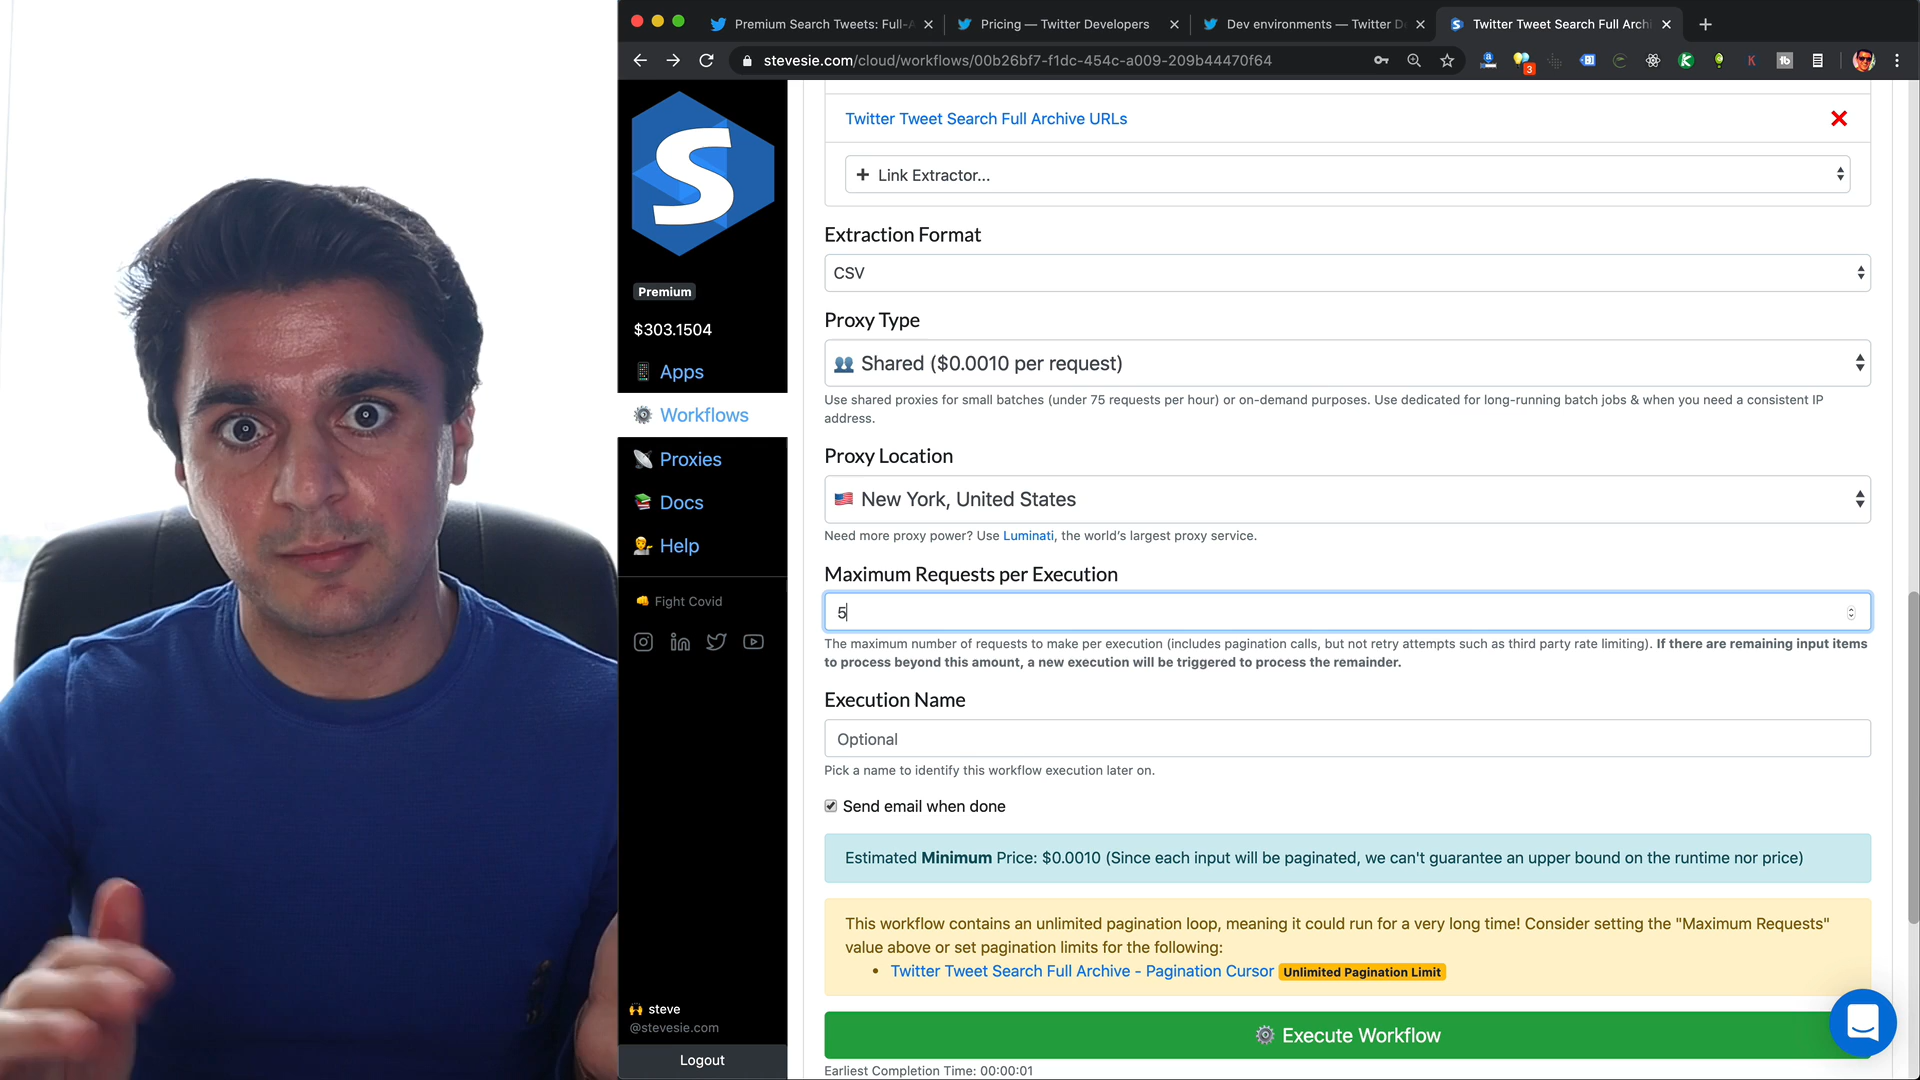 Premium Search Tweets: Full-A
Pricing — Twitter Developers
Dev environments — Twitter D
Twitter Tweet Search Full Archi
stevesie.com/cloud/workflows/00b26bf7-f1dc-454c-a009-209b44470f64
3
K
tb
K
S
Premium
$303.1504
Apps
Workflows
Proxies
Docs
Help
Fight Covid
steve
@stevesie.com
Logout
Twitter Tweet Search Full Archive URLs
Link Extractor...
Extraction Format
CSV
Proxy Type
Shared ($0.0010 per request)
Use shared proxies for small batches (under 75 requests per hour) or on-demand purposes. Use dedicated for long-running batch jobs & when you need a consistent IP
address.
Proxy Location
New York, United States
Need more proxy power? Use Luminati, the world's largest proxy service.
Maximum Requests per Execution
5
The maximum number of requests to make per execution (includes pagination calls, but not retry attempts such as third party rate limiting). If there are remaining input items
to process beyond this amount, a new execution will be triggered to process the remainder.
Execution Name
Optional
Pick a name to identify this workflow execution later on.
Send email when done
Estimated Minimum Price: $0.0010 (Since each input will be paginated, we can't guarantee an upper bound on the runtime nor price)
This workflow contains an unlimited pagination loop, meaning it could run for a very long time! Consider setting the "Maximum Requests"
value above or set pagination limits for the following:
• Twitter Tweet Search Full Archive - Pagination Cursor Unlimited Pagination Limit
Execute Workflow
Earliest Completion Time: 00:00:01